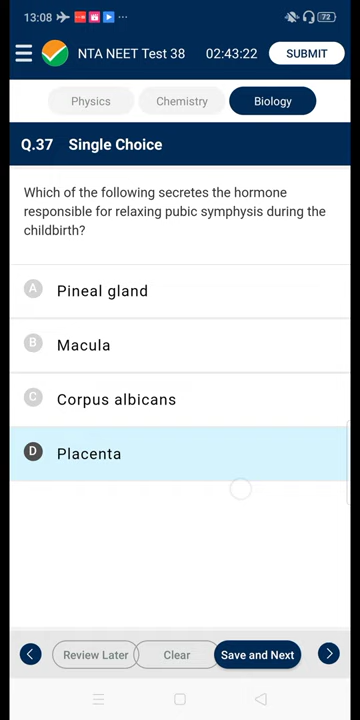 13:08 ... 72
NTA NEET Test 38 02:43:22 SUBMIT
Physics Chemistry Biology
Q.37 Single Choice
Which of the following secretes the hormone
responsible for relaxing pubic symphysis during the
childbirth?
A Pineal gland
B Macula
C Corpus albicans
D Placenta
Review Later Clear Save and Next